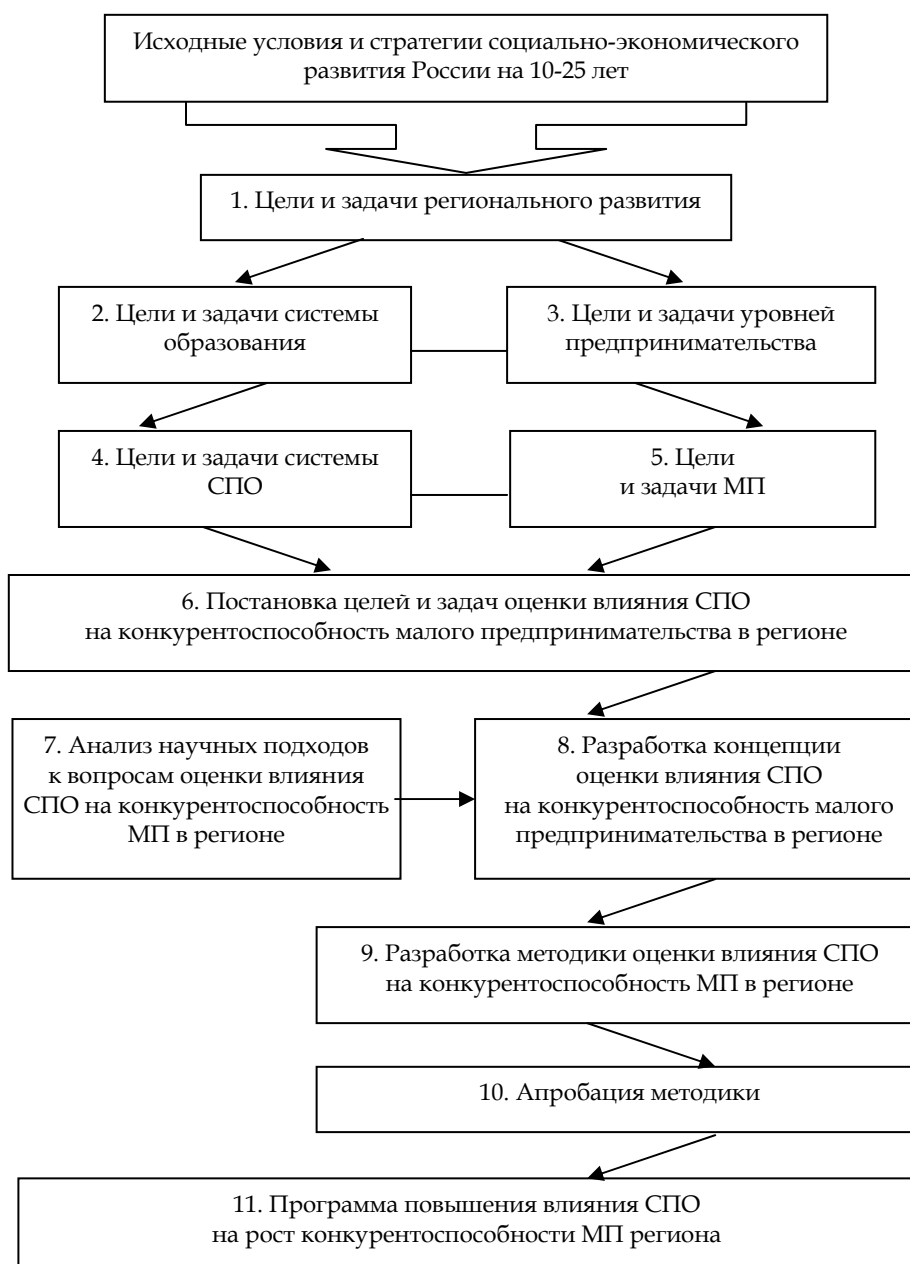 Исходные условия и стратегии социально-экономического
развития России на 10-25 лет
1. Цели и задачи регионального развития
2. Цели и задачи системы
образования
3. Цели и задачи уровней
предпринимательства
4. Цели и задачи системы
СПО
5. Цели
и задачи МП
6. Постановка целей и задач оценки влияния СПО
на конкурентоспособность малого предпринимательства в регионе
7. Анализ научных подходов
к вопросам оценки влияния
СПО на конкурентоспособность
МП в регионе
8. Разработка концепции
оценки влияния СПО
на конкурентоспособность малого
предпринимательства в регионе
9. Разработка методики оценки влияния СПО
на конкурентоспособность МП в регионе
10. Апробация методики
11. Программа повышения влияния СПО
на рост конкурентоспособности МП региона